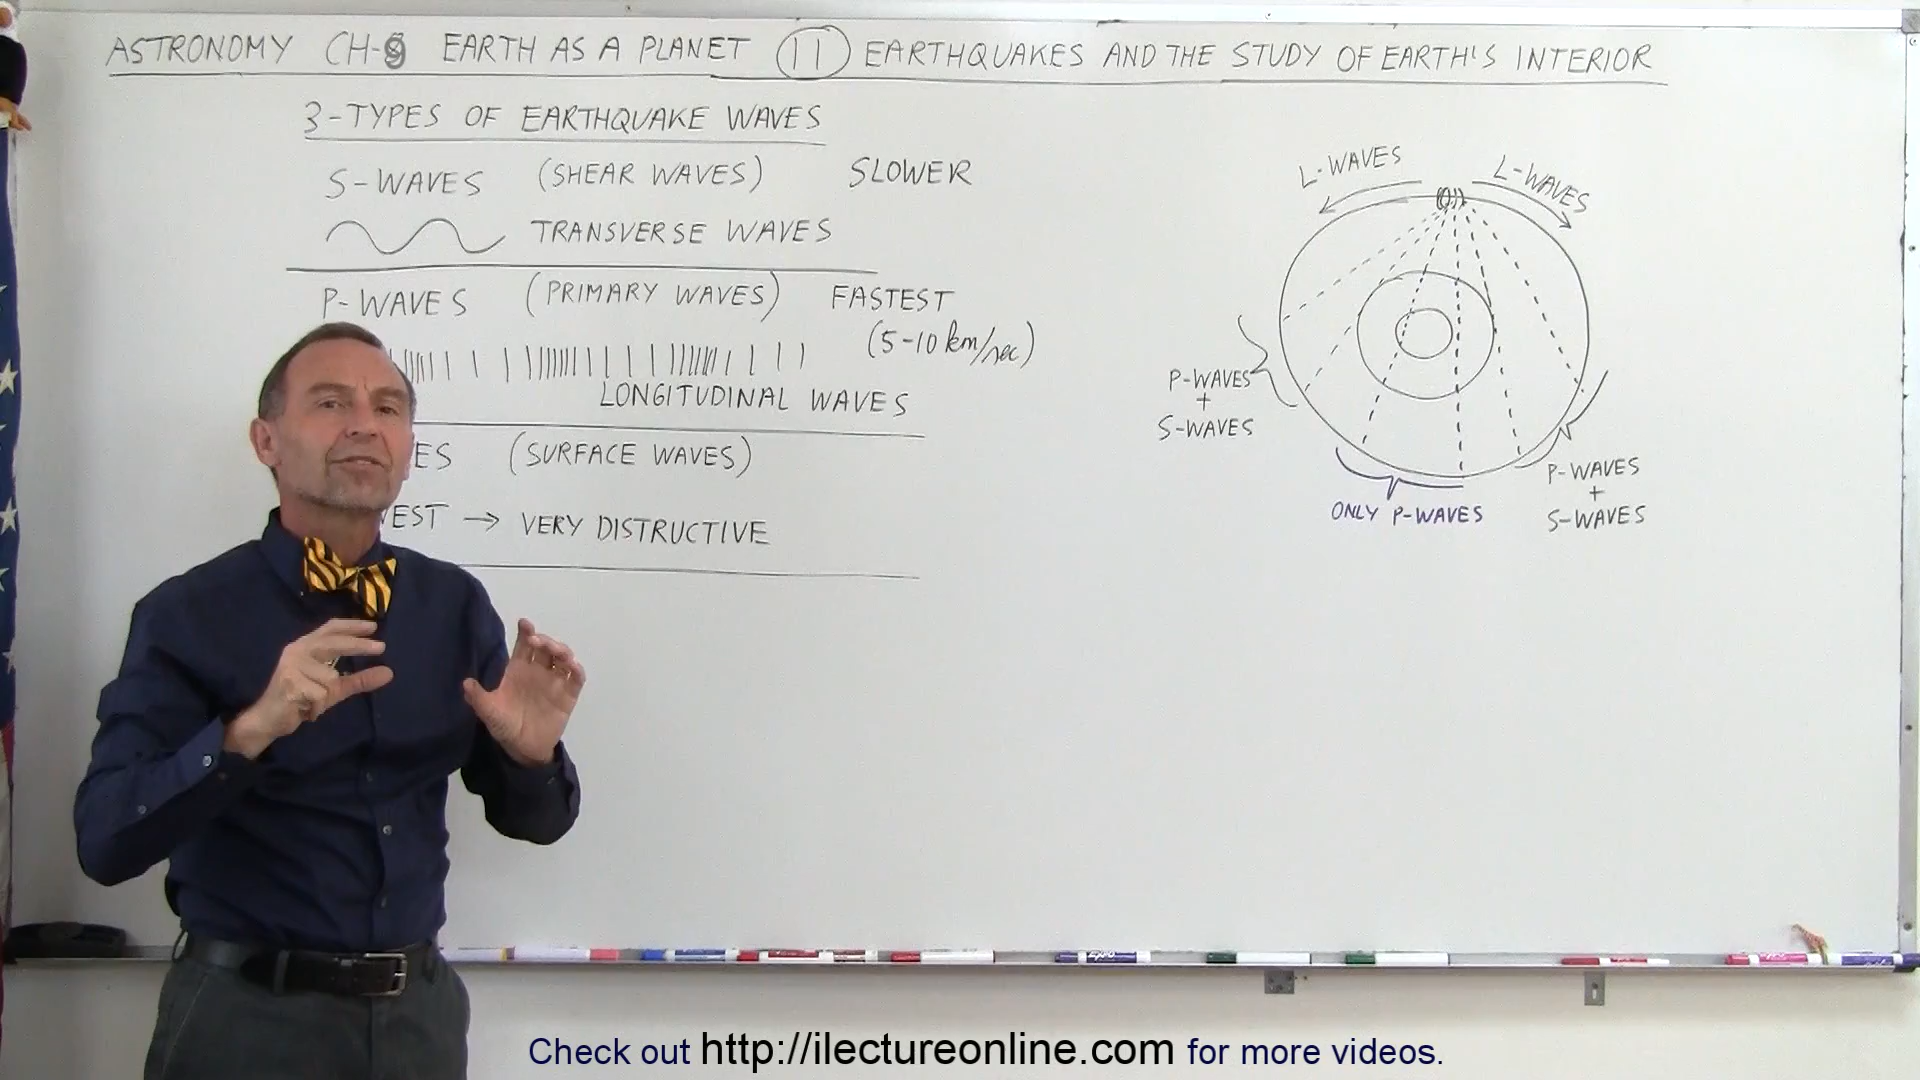 ASTRONOMY CH-9 EARTH AS A PLANET 11 EARTHQUAKES AND THE STUDY OF EARTH'S INTERIOR
3-TYPES OF EARTHQUAKE WAVES
S-WAVES (SHEAR WAVES) SLOWER
TRANSVERSE WAVES
P-WAVES (PRIMARY WAVES) FASTEST
(5-10 km/sec)
LONGITUDINAL WAVES
ES (SURFACE WAVES)
WEST → VERY DISTRUCTIVE
L-WAVES
L-WAVES
P-WAVES
+
S-WAVES
ONLY P-WAVES
P-WAVES
+
S-WAVES
EXPO
Check out http://ilectureonline.com for more videos.